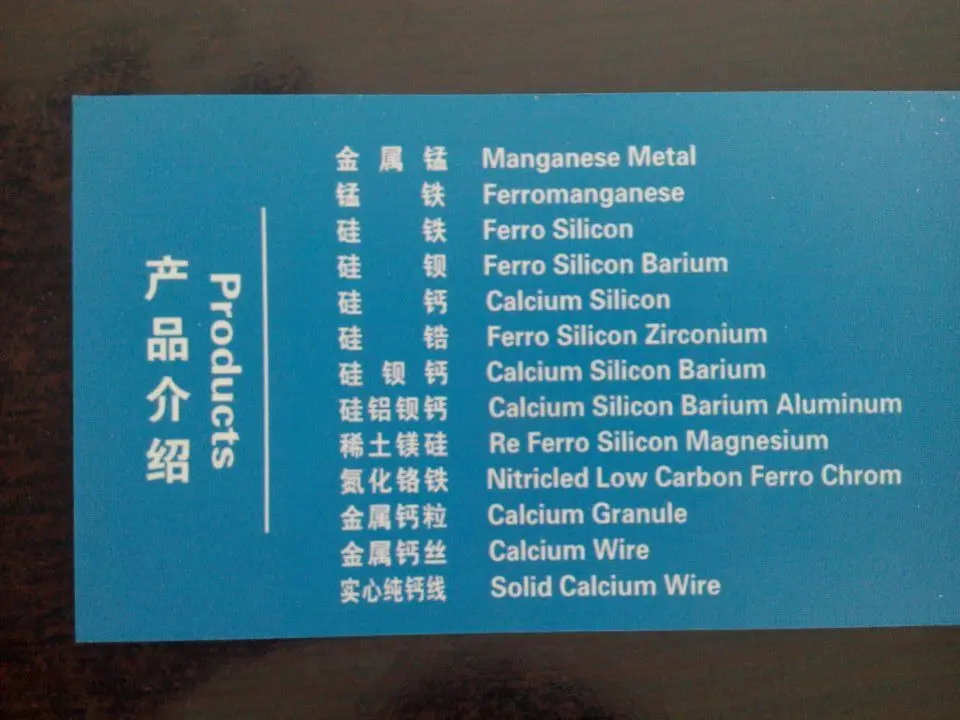 产品介绍
Products
金属锰 Manganese Metal
锰铁 Ferromanganese
硅铁 Ferro Silicon
硅钡 Ferro Silicon Barium
硅钙 Calcium Silicon
硅锆 Ferro Silicon Zirconium
硅钡钙 Calcium Silicon Barium
硅铝钡钙 Calcium Silicon Barium Aluminum
稀土镁硅 Re Ferro Silicon Magnesium
氮化铬铁 Nitricled Low Carbon Ferro Chrom
金属钙粒 Calcium Granule
金属钙丝 Calcium Wire
实心纯钙线 Solid Calcium Wire